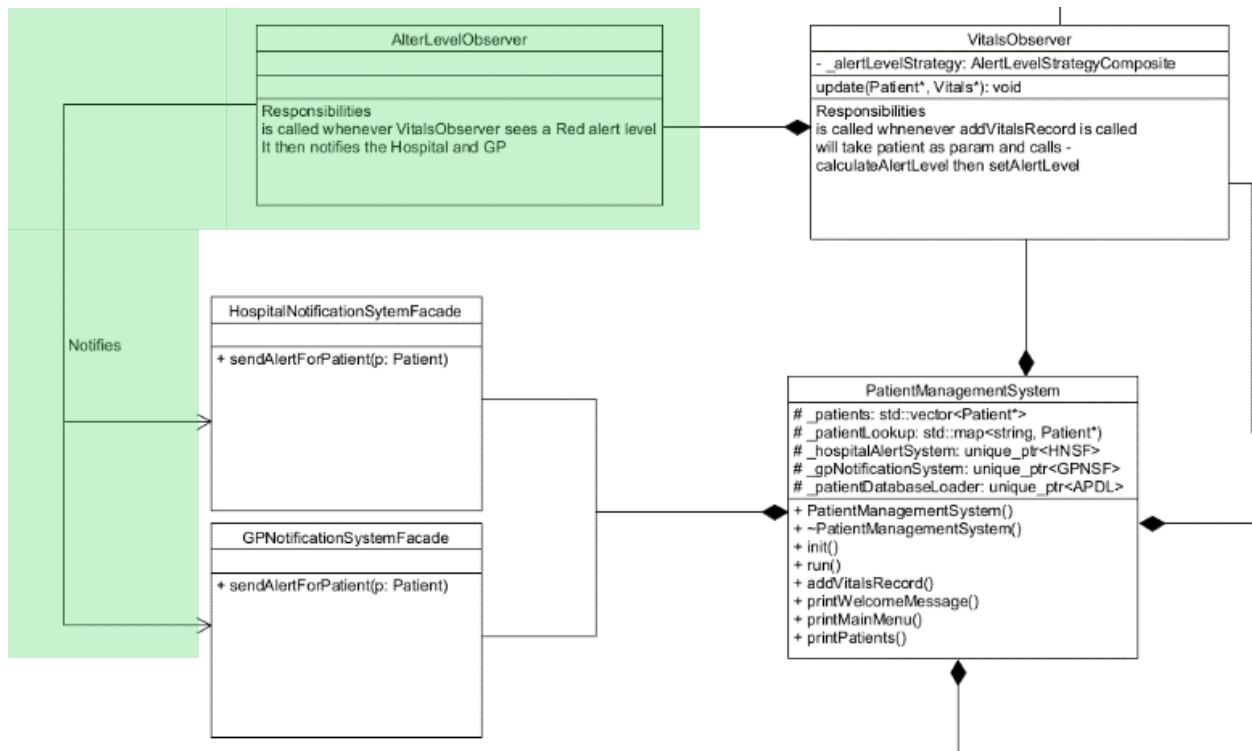 AlterLevelObserver
Responsibilities
is called whenever VitalsObserver sees a Red alert level
It then notifies the Hospital and GP
VitalsObserver
- _alertLevelStrategy: AlertLevelStrategyComposite
update(Patient*, Vitals*): void
Responsibilities
is called whnenever addVitalsRecord is called
will take patient as param and calls -
calculateAlertLevel then setAlertLevel
Notifies
HospitalNotificationSytemFacade
+ sendAlertForPatient(p: Patient)
GPNotificationSystemFacade
+ sendAlertForPatient(p: Patient)
PatientManagementSystem
# _patients: std::vector<Patient*>
# _patientLookup: std::map<string, Patient*)
# _hospitalAlertSystem: unique_ptr<HNSF>
# _gpNotificationSystem: unique_ptr<GPNSF>
# _patientDatabaseLoader: unique_ptr<APDL>
+ PatientManagementSystem()
+ ~PatientManagementSystem()
+ init()
+ run()
+ addVitalsRecord()
+ printWelcomeMessage()
+ printMainMenu()
+ printPatients()